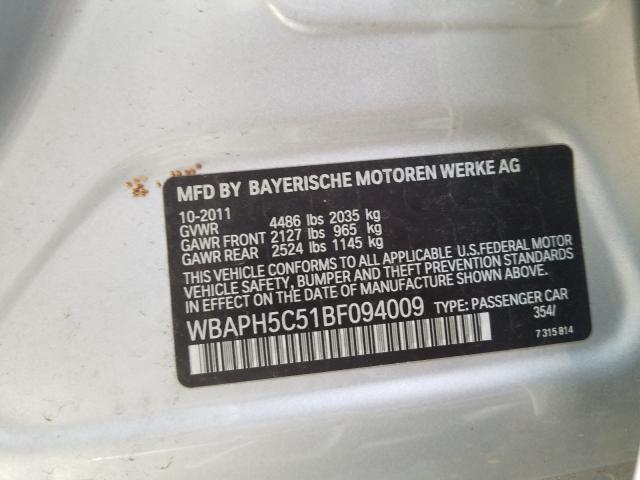 MFD BY BAYERISCHE MOTOREN WERKE AG
10-2011
GVWR 4486 lbs 2035 kg
GAWR FRONT 2127 lbs 965 kg
GAWR REAR 2524 lbs 1145 kg
THIS VEHICLE CONFORMS TO ALL APPLICABLE U.S.FEDERAL MOTOR
VEHICLE SAFETY, BUMPER AND THEFT PREVENTION STANDARDS
IN EFFECT ON THE DATE OF MANUFACTURE SHOWN ABOVE.
WBAPH5C51BF094009 TYPE: PASSENGER CAR
354/
7 315 814